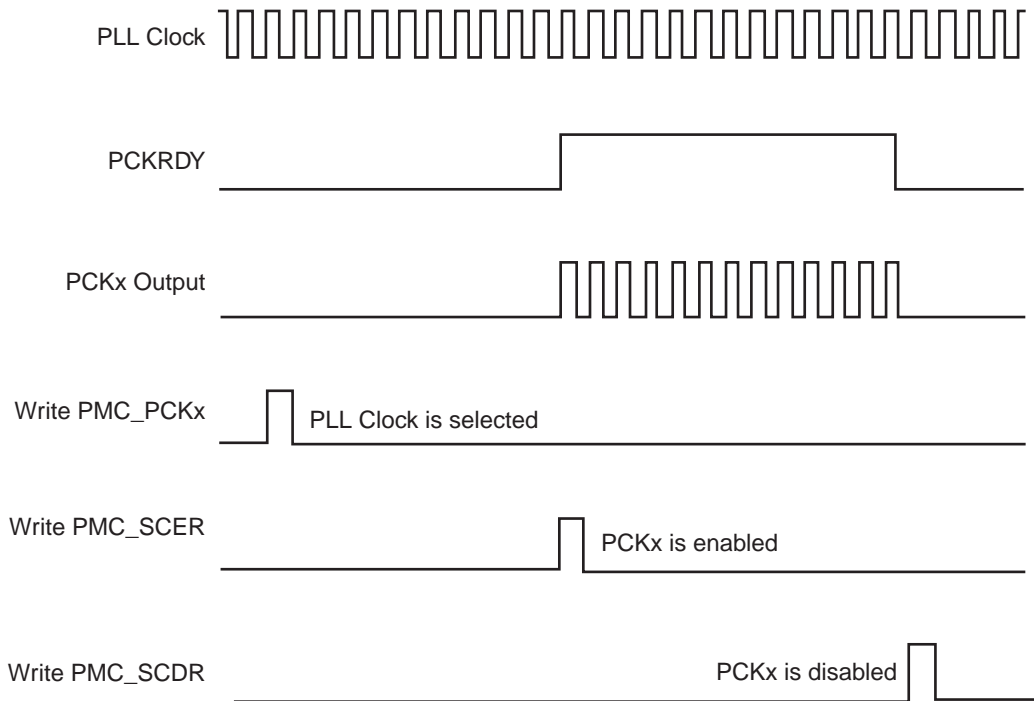 PLL Clock
PCKRDY
PCKx Output
Write PMC_PCKx
PLL Clock is selected
Write PMC_SCER
PCKx is enabled
Write PMC_SCDR
PCKx is disabled